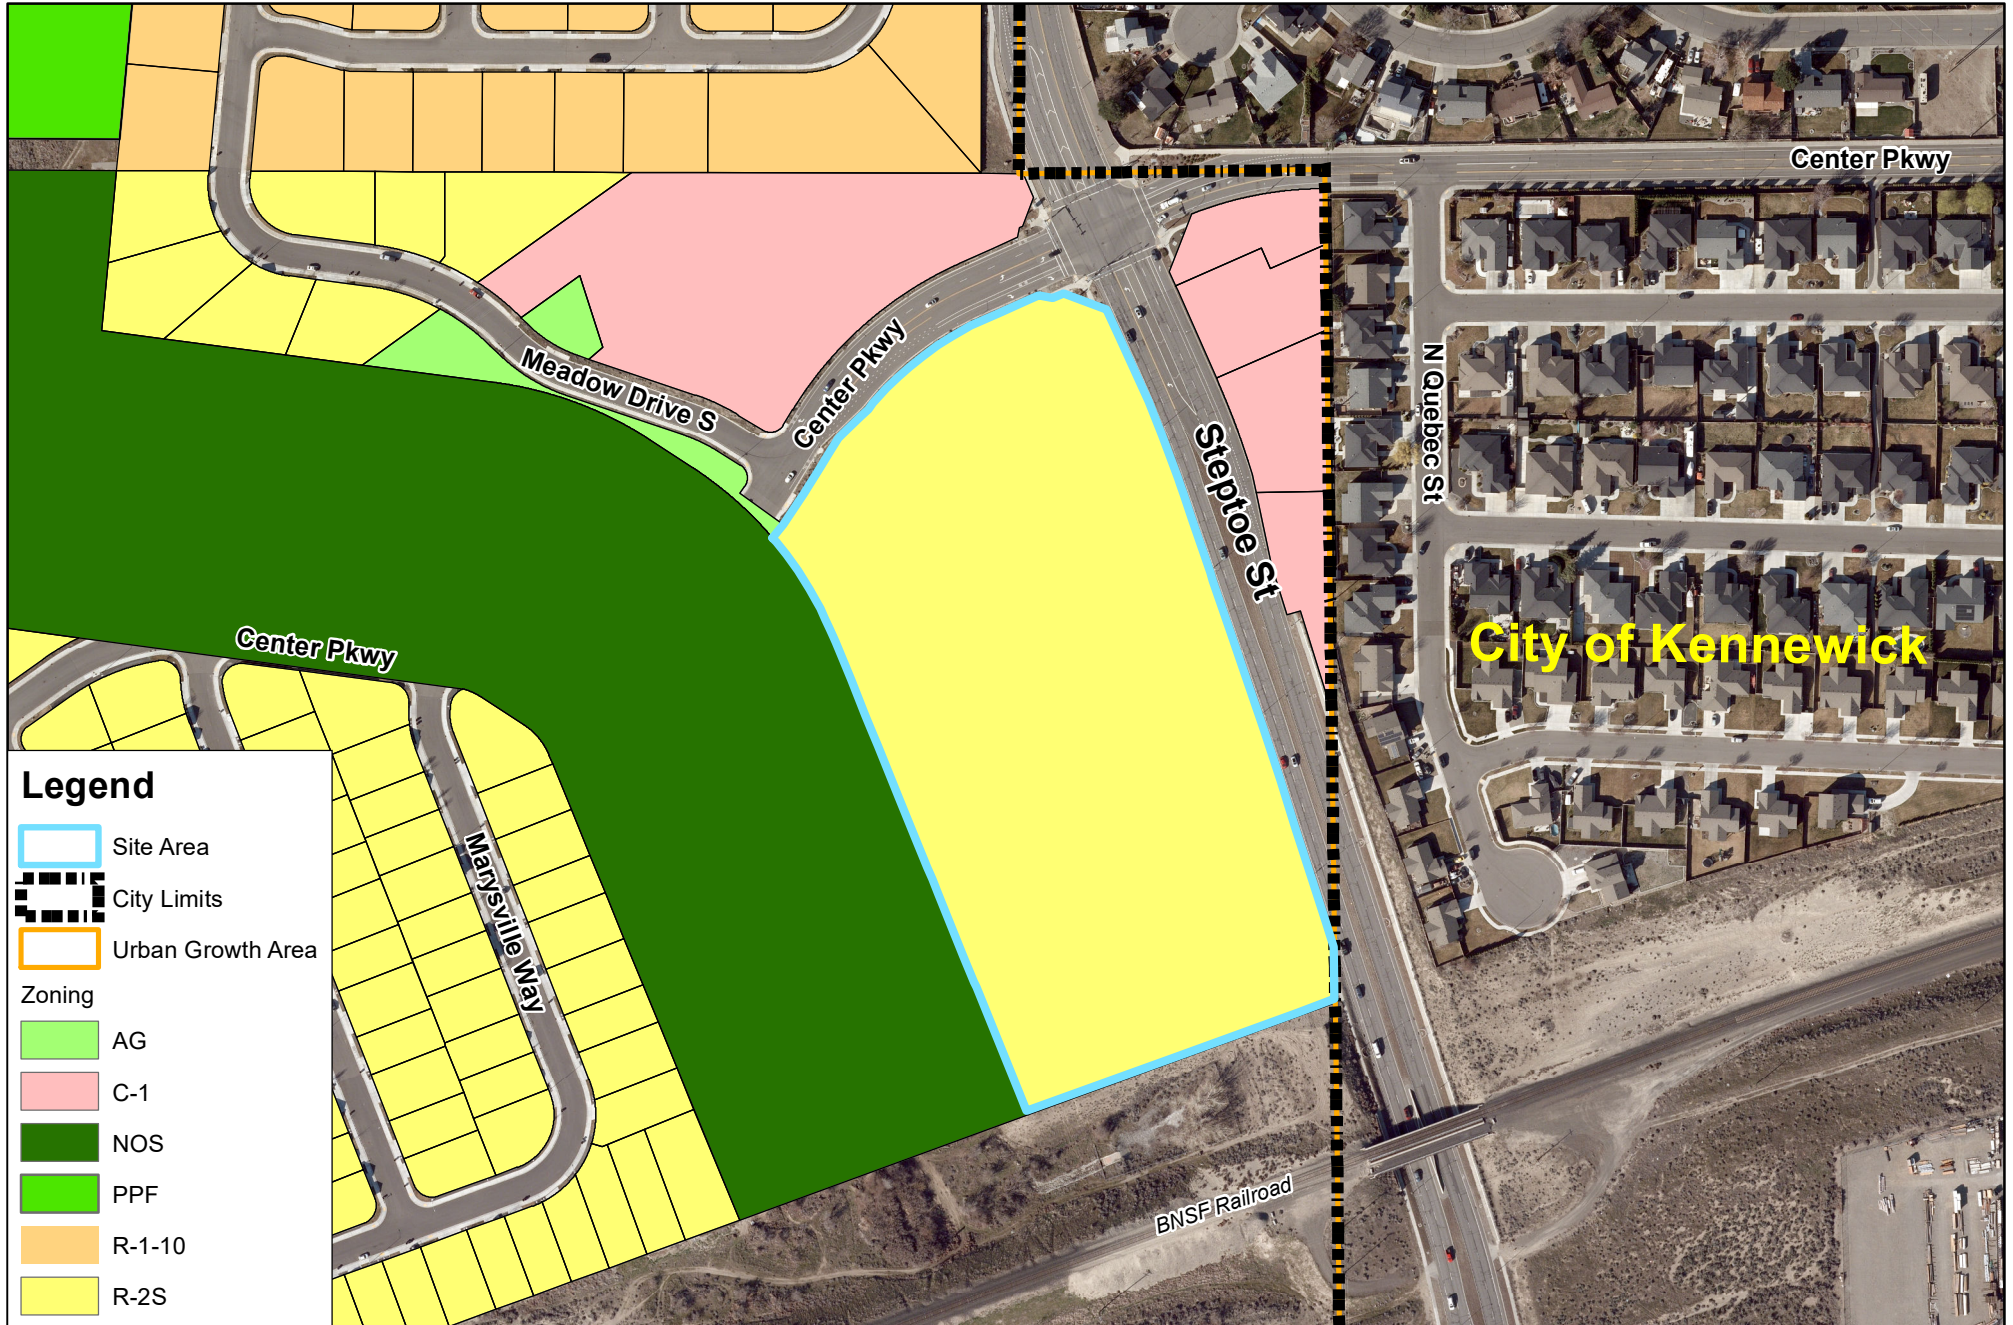 Center Pkwy
Meadow Drive S
Center Pkwy
N Quebec St
Steptoe St
City of Kennewick
Center Pkwy
Marysville Way
BNSF Railroad
Legend
Site Area
City Limits
Urban Growth Area
Zoning
AG
C-1
NOS
PPF
R-1-10
R-2S